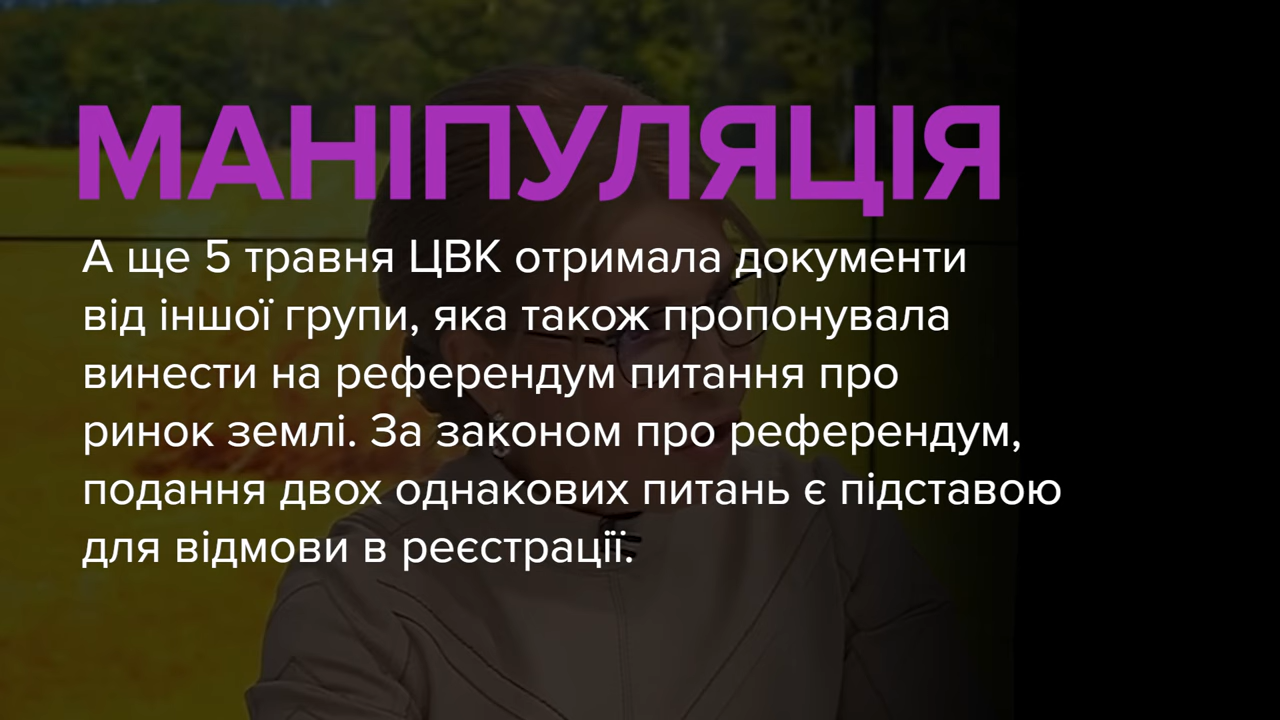 МАНІПУЛЯЦІЯ
А ще 5 травня ЦВК отримала документи
від іншої групи, яка також пропонувала
винести на референдум питання про
ринок землі. За законом про референдум,
подання двох однакових питань є підставою
для відмови в реєстрації.